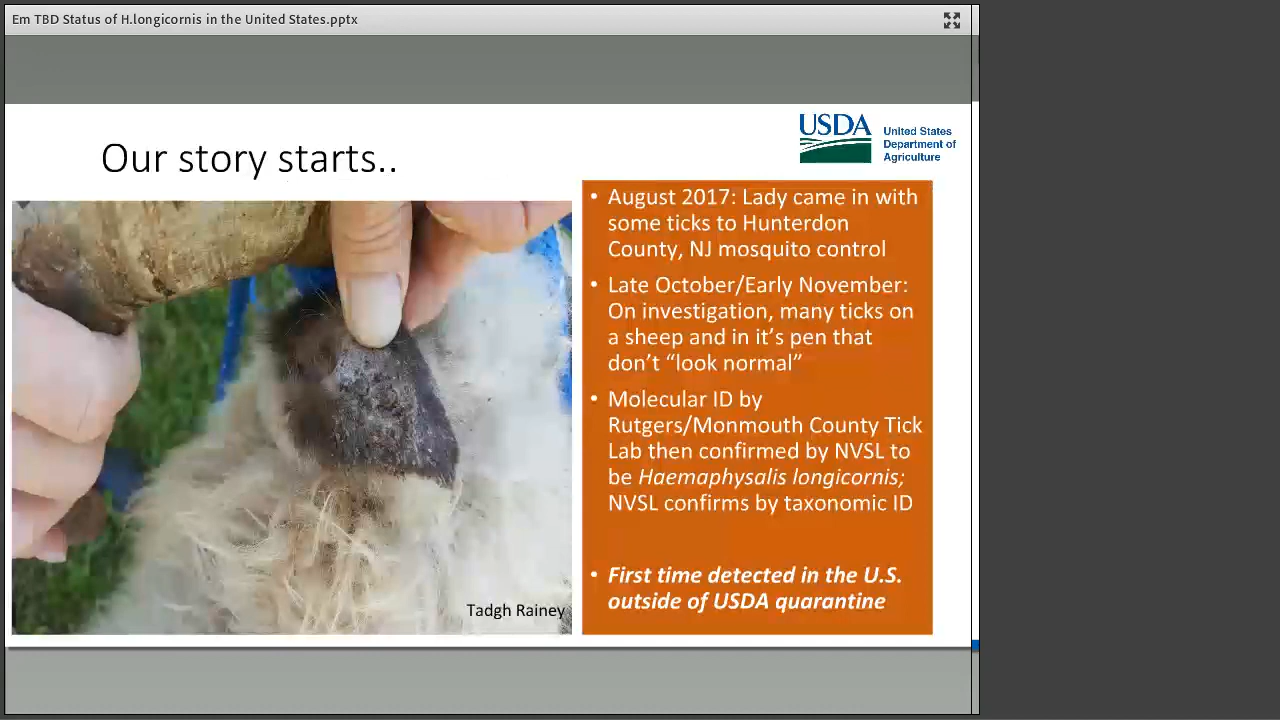 Em TBD Status of H.longicornis in the United States.pptx
USDA
United States
Department of
Agriculture
Our story starts..
• August 2017: Lady came in with
some ticks to Hunterdon
County, NJ mosquito control
• Late October/Early November:
On investigation, many ticks on
a sheep and in it’s pen that
don’t “look normal”
• Molecular ID by
Rutgers/Monmouth County Tick
Lab then confirmed by NVSL to
be Haemaphysalis longicornis;
NVSL confirms by taxonomic ID
• First time detected in the U.S.
outside of USDA quarantine
Tadgh Rainey